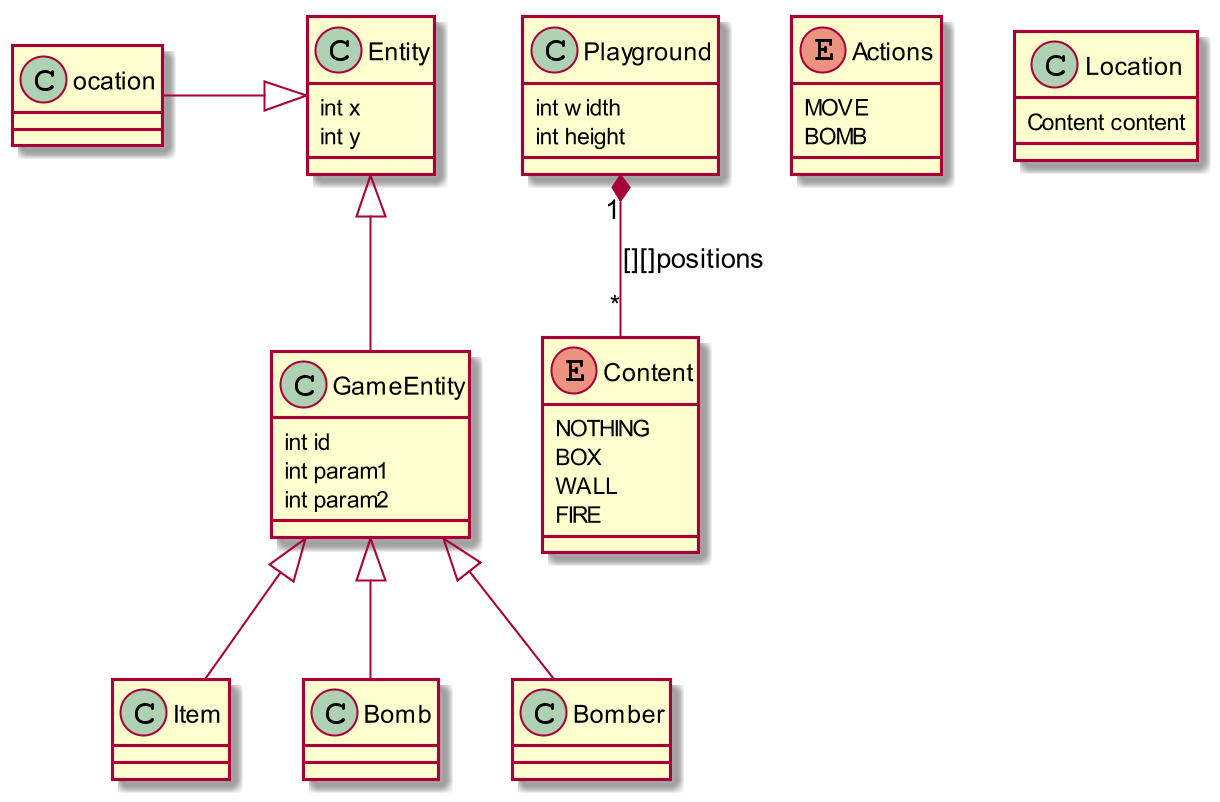 C ocation
C Entity
int x
int y
C Playground
int width
int height
E Actions
MOVE
BOMB
C Location
Content content
1
[][]positions
*
C GameEntity
int id
int param1
int param2
E Content
NOTHING
BOX
WALL
FIRE
C Item
C Bomb
C Bomber